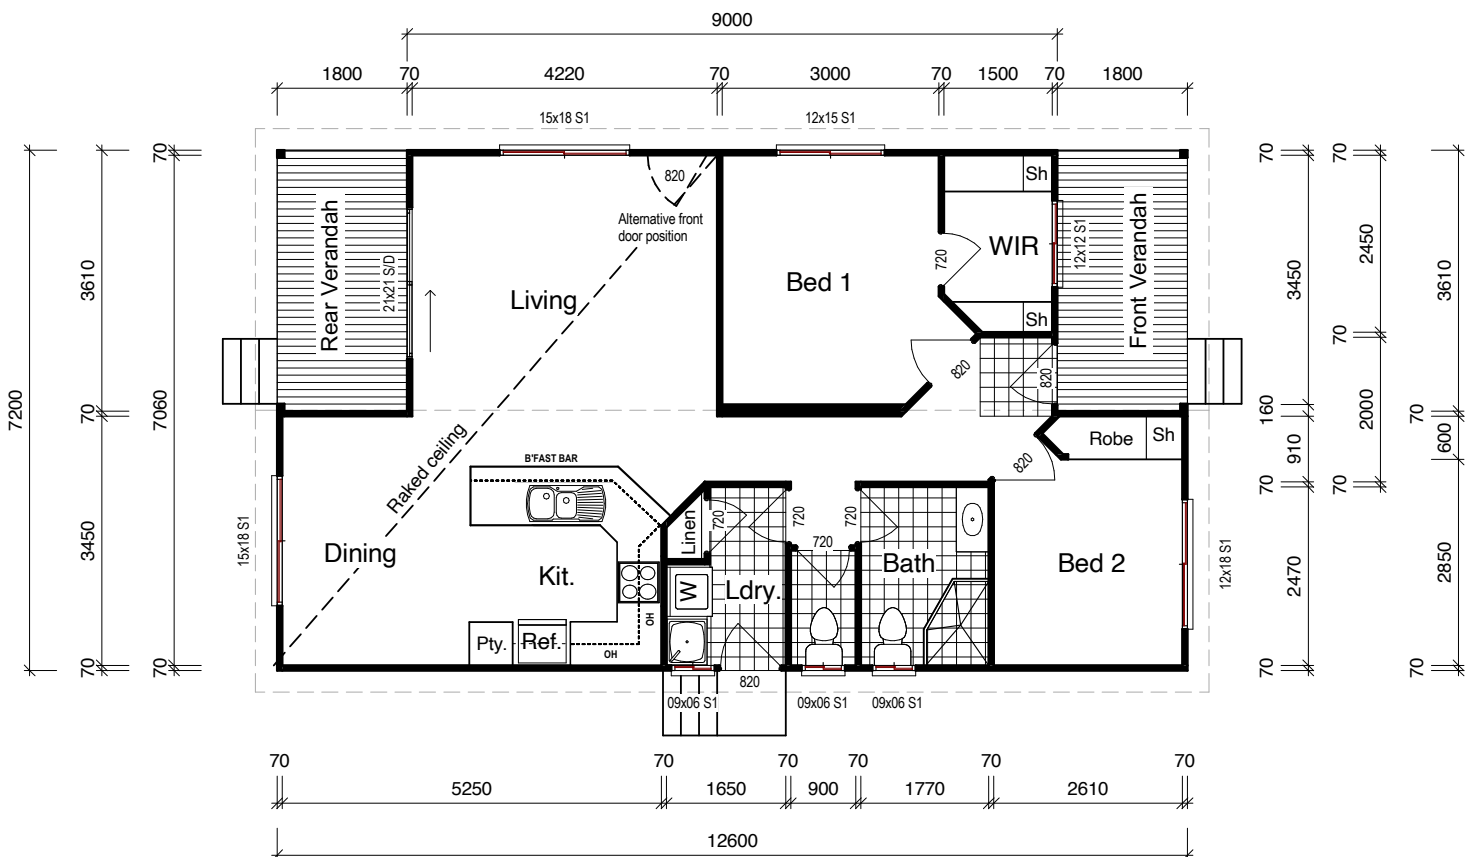 9000
1800
70
4220
70
3000
70
1500
70
1800
15x18 S1
12x15 S1
7200
70
3610
70
3450
70
7060
70
70
Rear Verandah
21x21 S/D
Living
820
Alternative front
door position
Bed 1
720
WIR
Sh
Sh
12x12 S1
Front Verandah
820
820
70
3450
160
910
70
2470
70
70
2450
70
2000
70
3610
70
600
2850
70
Raked ceiling
B'FAST BAR
Robe
Sh
820
15x18 S1
Dining
Kit.
Linen
720
720
720
720
Bath
Bed 2
12x18 S1
W
Ldry.
OH
OH
Pty.
Ref.
820
09x06 S1
09x06 S1
09x06 S1
70
5250
70
1650
70
900
70
1770
70
2610
70
12600